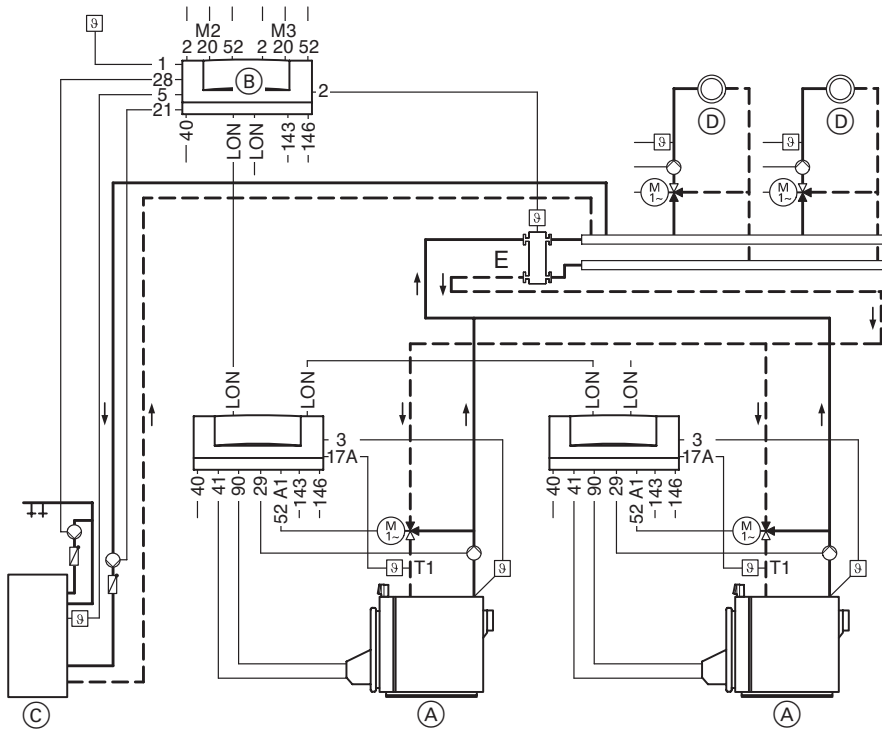 M2 M3
2 20 52 2 20 52
ϑ
1
28
5
21
B
2
40 LON LON 143 146
D D
ϑ ϑ
M 1~ M 1~
ϑ
E
LON LON LON LON
3 3
17A 17A
40 41 90 29 52 A1 143 146
40 41 90 29 52 A1 143 146
M 1~ M 1~
ϑ T1 ϑ ϑ T1 ϑ
ϑ
C A A